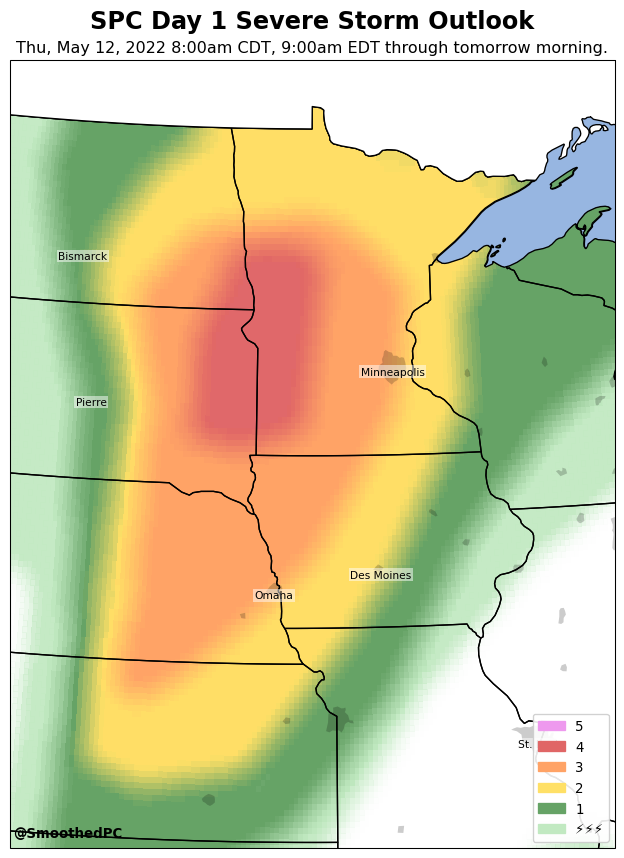 SPC Day 1 Severe Storm Outlook
Thu, May 12, 2022 8:00am CDT, 9:00am EDT through tomorrow morning.
Bismarck
Minneapolis
Pierre
Des Moines
Omaha
St.
5
4
3
2
1
⚡⚡⚡
@SmoothedPC